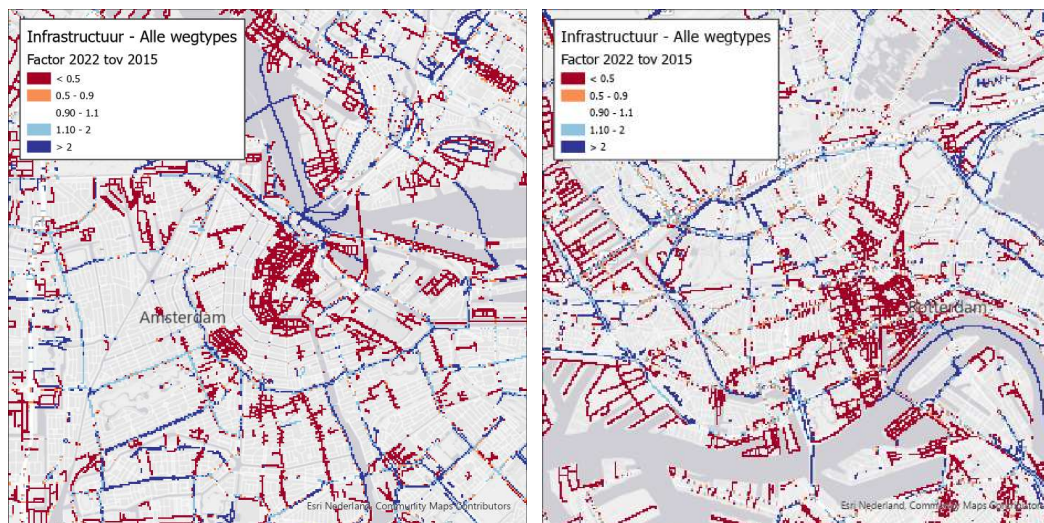 Infrastructuur - Alle wegtypes
Factor 2022 tov 2015
< 0.5
0.5 - 0.9
0.90 - 1.1
1.10 - 2
> 2
Amsterdam
Esri Nederland, Community Maps Contributors
Infrastructuur - Alle wegtypes
Factor 2022 tov 2015
< 0.5
0.5 - 0.9
0.90 - 1.1
1.10 - 2
> 2
Rotterdam
Esri Nederland, Community Maps Contributors